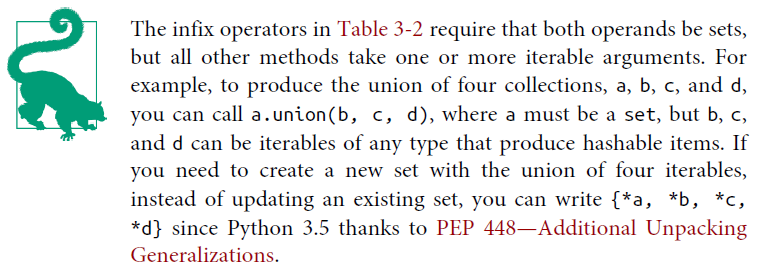 The infix operators in Table 3-2 require that both operands be sets,
but all other methods take one or more iterable arguments. For
example, to produce the union of four collections, a, b, c, and d,
you can call a.union(b, c, d), where a must be a set, but b, c,
and d can be iterables of any type that produce hashable items. If
you need to create a new set with the union of four iterables,
instead of updating an existing set, you can write {*a, *b, *c,
*d} since Python 3.5 thanks to PEP 448—Additional Unpacking
Generalizations.